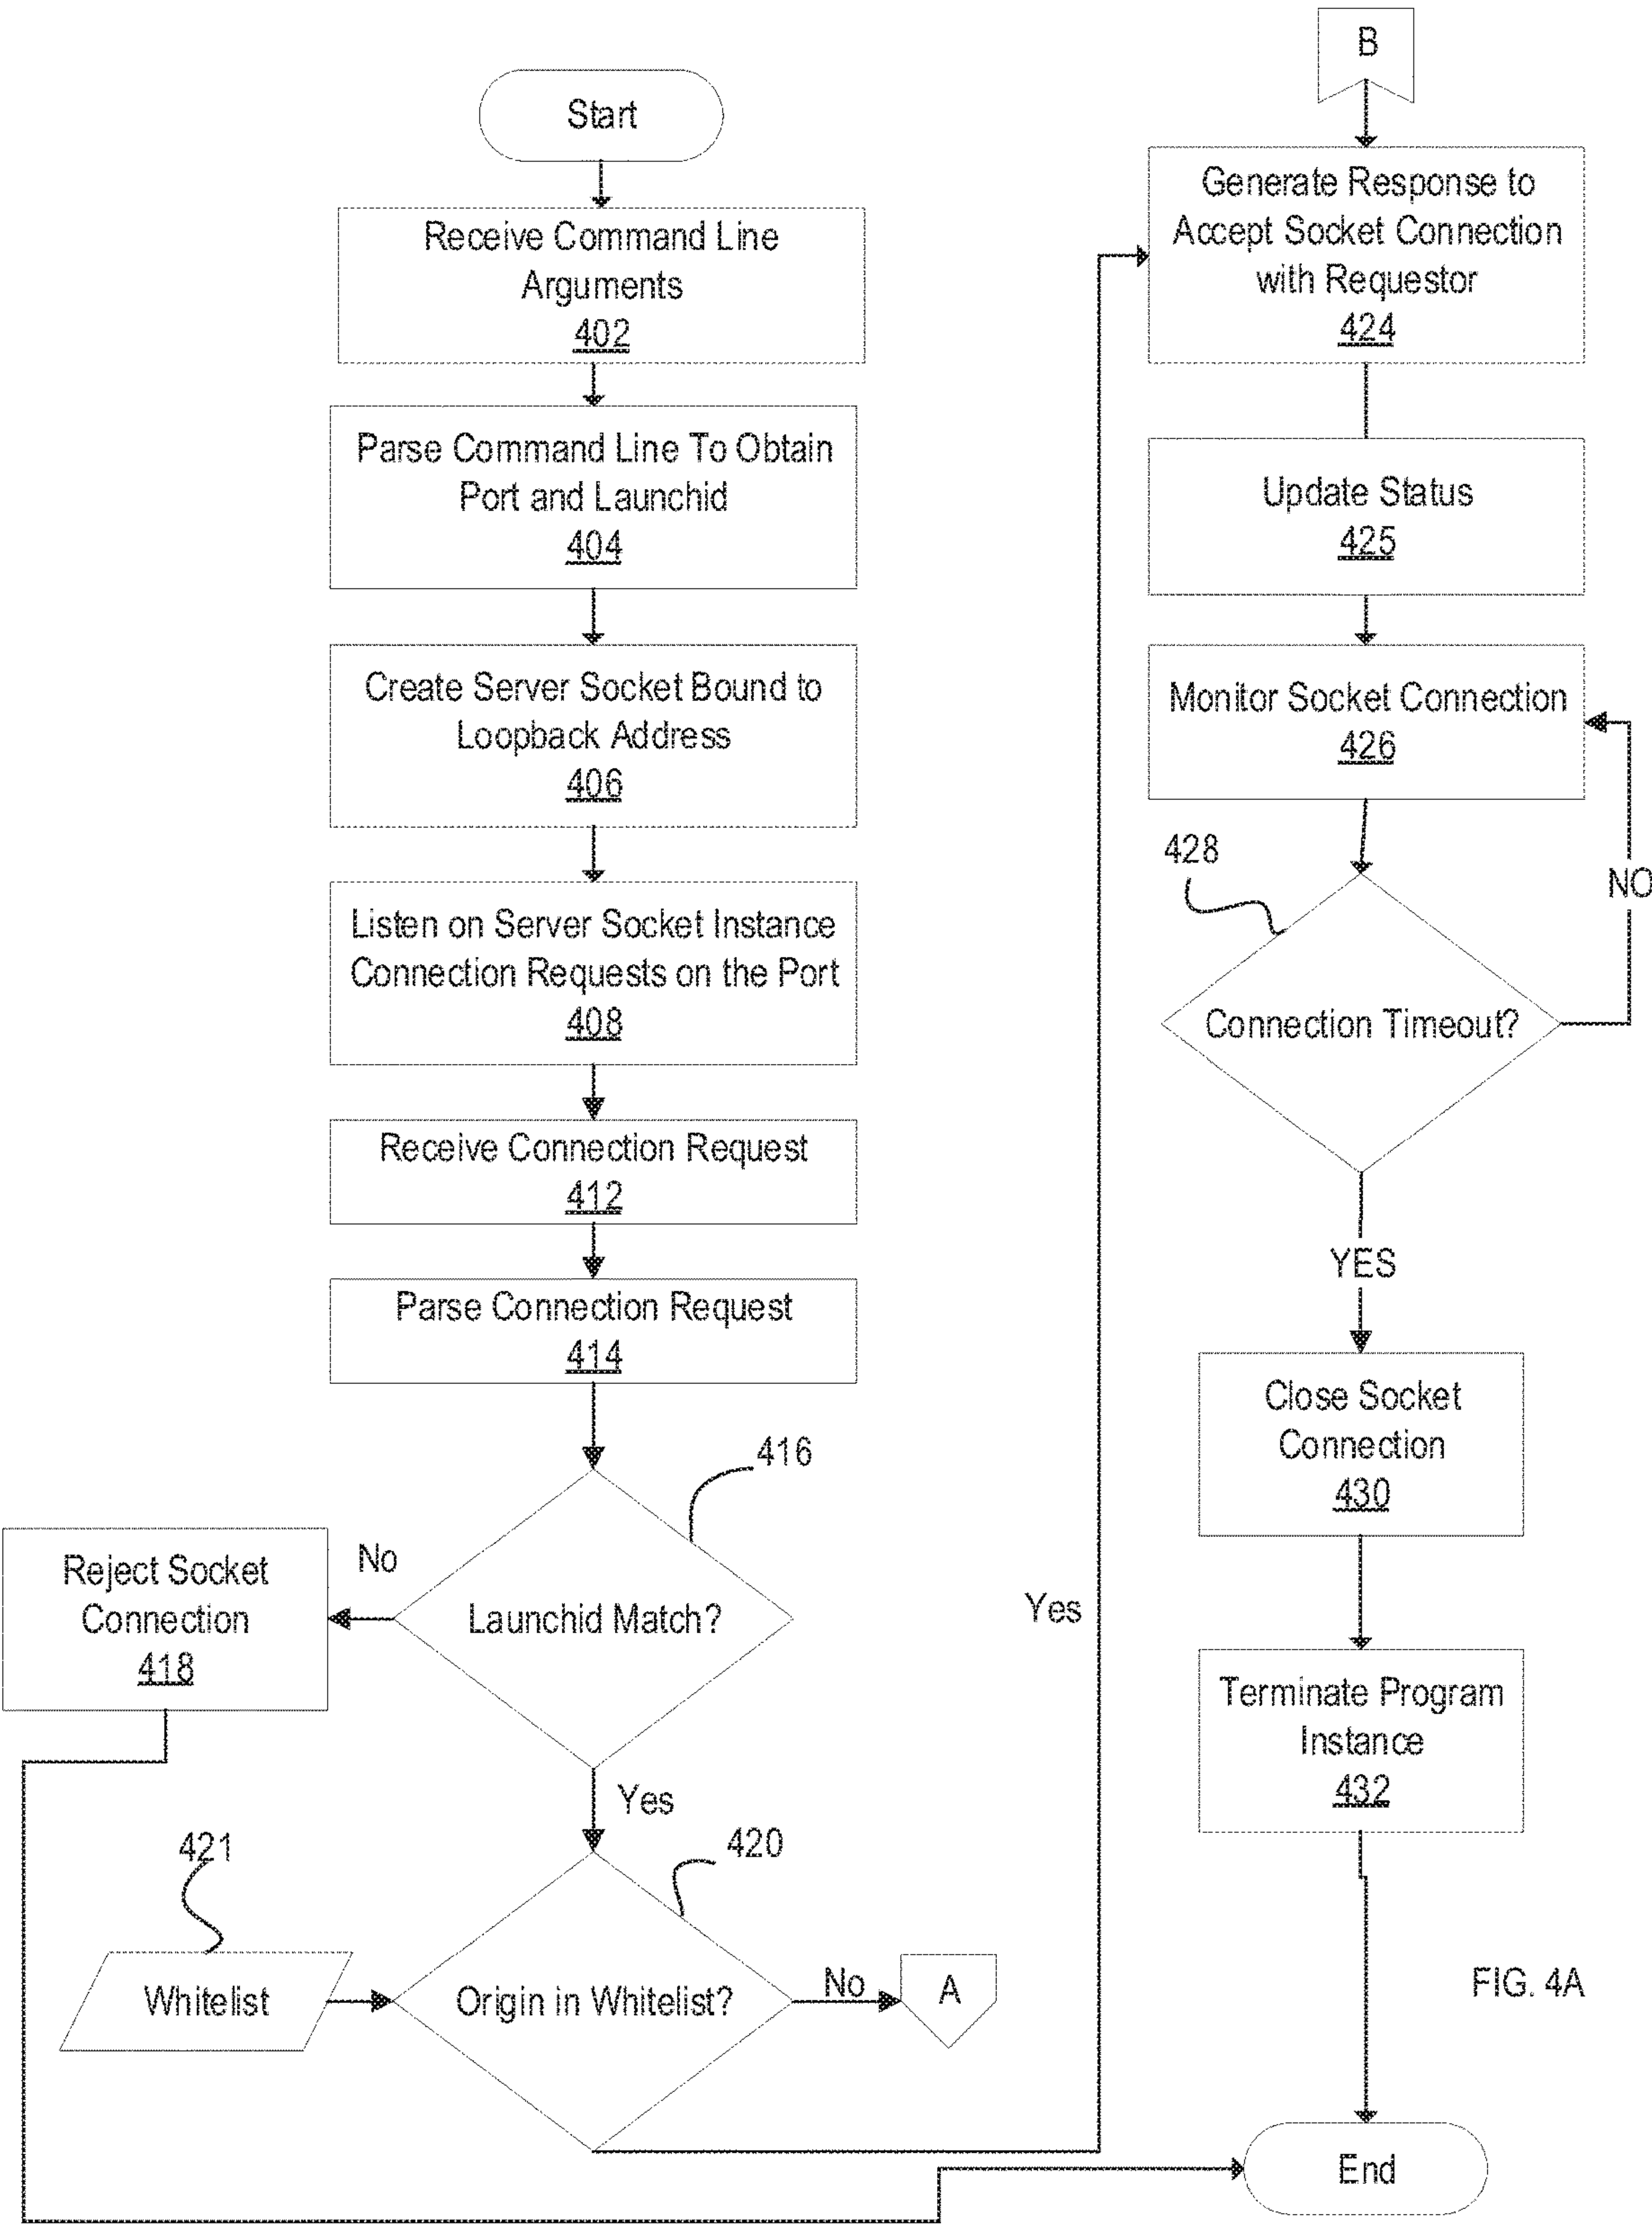 Start
Receive Command Line
Arguments
402
Parse Command Line To Obtain
Port and Launchid
404
Create Server Socket Bound to
Loopback Address
406
Listen on Server Socket Instance
Connection Requests on the Port
408
Receive Connection Request
412
Parse Connection Request
414
416
Launchid Match?
No
Reject Socket
Connection
418
Yes
420
421
Whitelist
Origin in Whitelist?
No
A
Yes
B
Generate Response to
Accept Socket Connection
with Requestor
424
Update Status
425
Monitor Socket Connection
426
428
NO
Connection Timeout?
YES
Close Socket
Connection
430
Terminate Program
Instance
432
FIG. 4A
End